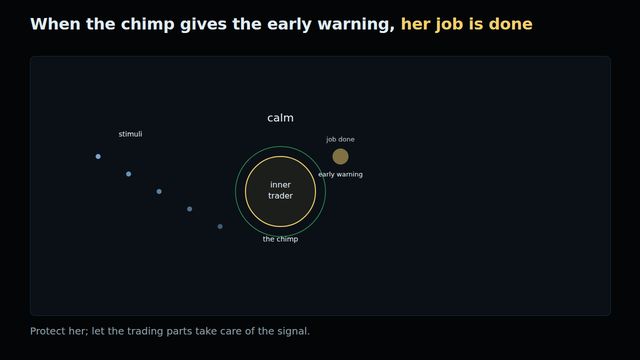 When the chimp gives the early warning, her job is done
calm
stimuli
job done
early warning
inner
trader
the chimp
Protect her; let the trading parts take care of the signal.